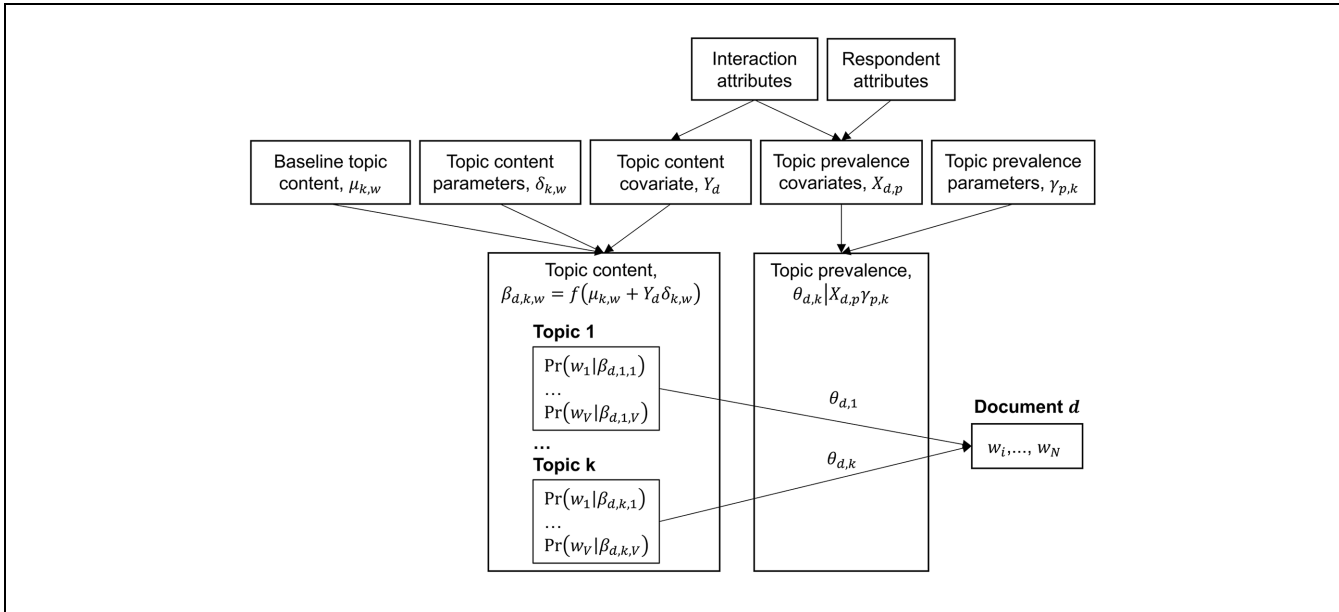 Interaction
attributes
Respondent
attributes
Baseline topic
content, μ_{k,w}
Topic content
parameters, δ_{k,w}
Topic content
covariate, Y_d
Topic prevalence
covariates, X_{d,p}
Topic prevalence
parameters, γ_{p,k}
Topic content,
β_{d,k,w} = f(μ_{k,w} + Y_d δ_{k,w})
Topic 1
Pr(w_1|β_{d,1,1})
...
Pr(w_V|β_{d,1,V})
...
Topic k
Pr(w_1|β_{d,k,1})
...
Pr(w_V|β_{d,k,V})
Topic prevalence,
θ_{d,k}|X_{d,p}γ_{p,k}
θ_{d,1}
θ_{d,k}
Document d
w_i,..., w_N